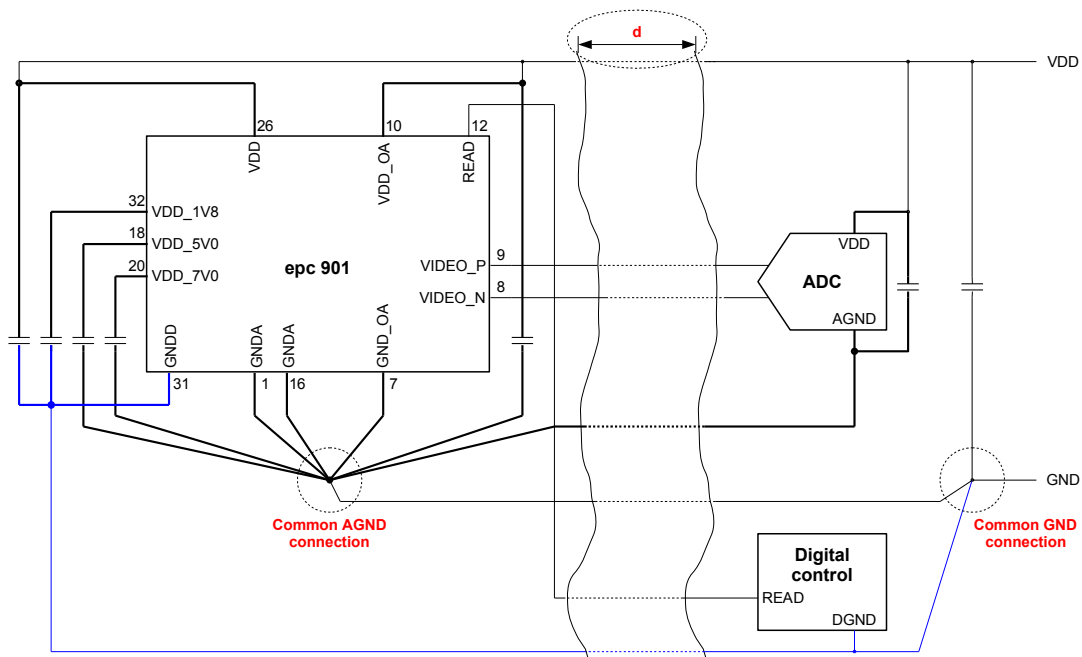 d
VDD
26
10
12
VDD
VDD_OA
READ
32
VDD_1V8
18
VDD_5V0
20
VDD_7V0
epc 901
VIDEO_P
9
VIDEO_N
8
VDD
ADC
AGND
GNDD
GNDA
GNDA
GND_OA
31
1
16
7
GND
Common AGND
connection
Common GND
connection
Digital
control
READ
DGND